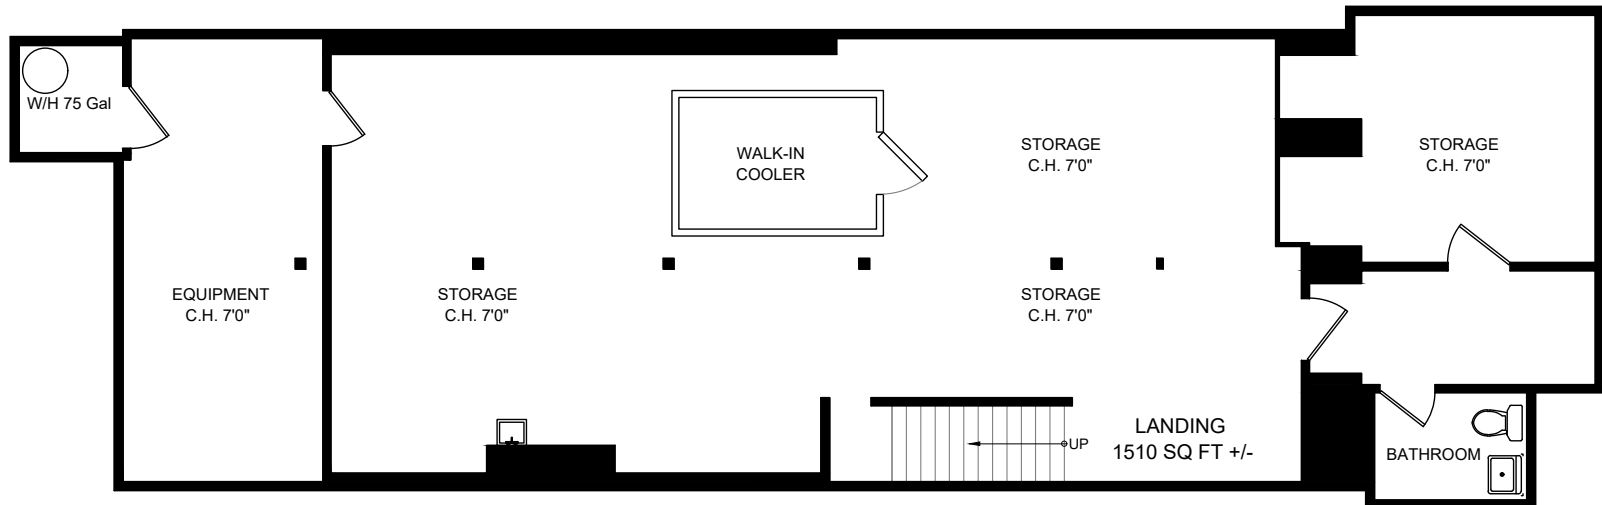 W/H 75 Gal
WALK-IN
COOLER
STORAGE
C.H. 7'0"
STORAGE
C.H. 7'0"
EQUIPMENT
C.H. 7'0"
STORAGE
C.H. 7'0"
STORAGE
C.H. 7'0"
UP
LANDING
1510 SQ FT +/-
BATHROOM